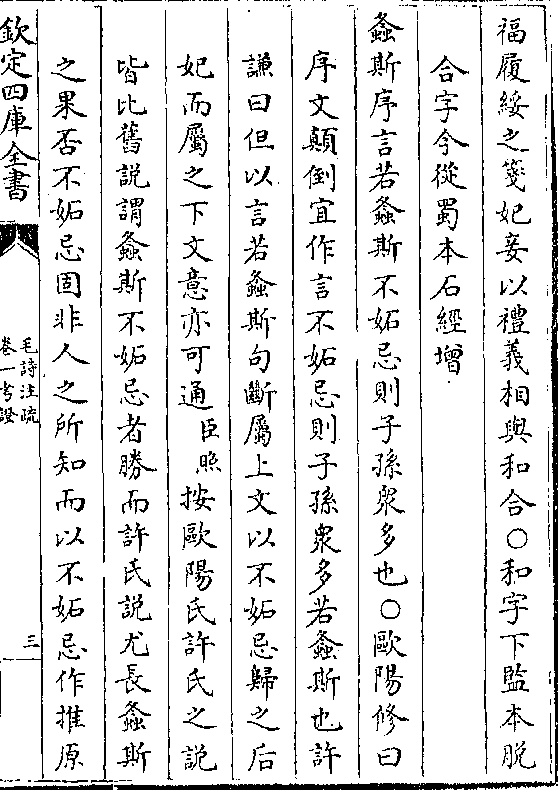 福履綏之箋妃妾以禮義相與和合○和字下監本脱
合字今從蜀本石經增
螽斯序言若螽斯不妬忌則子孫衆多也○歐陽修曰
序文顛倒宜作言不妬忌則子孫衆多若螽斯也許
謙曰但以言若螽斯句斷屬上文以不妬忌歸之后
妃而屬之下文意亦可通臣照按歐陽氏許氏之説
皆比舊説謂螽斯不妬忌者勝而許氏説尤長螽斯
之果否不妬忌固非人之所知而以不妬忌作推原
欽定四庫全書
毛詩注疏
卷一考證
三